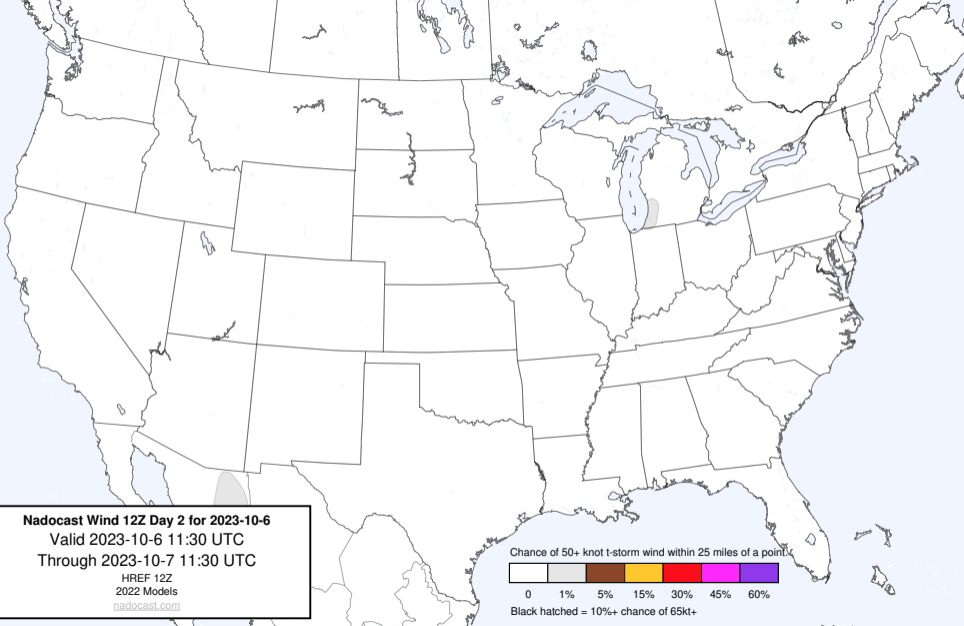 Nadocast Wind 12Z Day 2 for 2023-10-6
Valid 2023-10-6 11:30 UTC
Through 2023-10-7 11:30 UTC
HREF 12Z
2022 Models
nadocast.com
Chance of 50+ knot t-storm wind within 25 miles of a point.
0 1% 5% 15% 30% 45% 60%
Black hatched = 10%+ chance of 65kt+